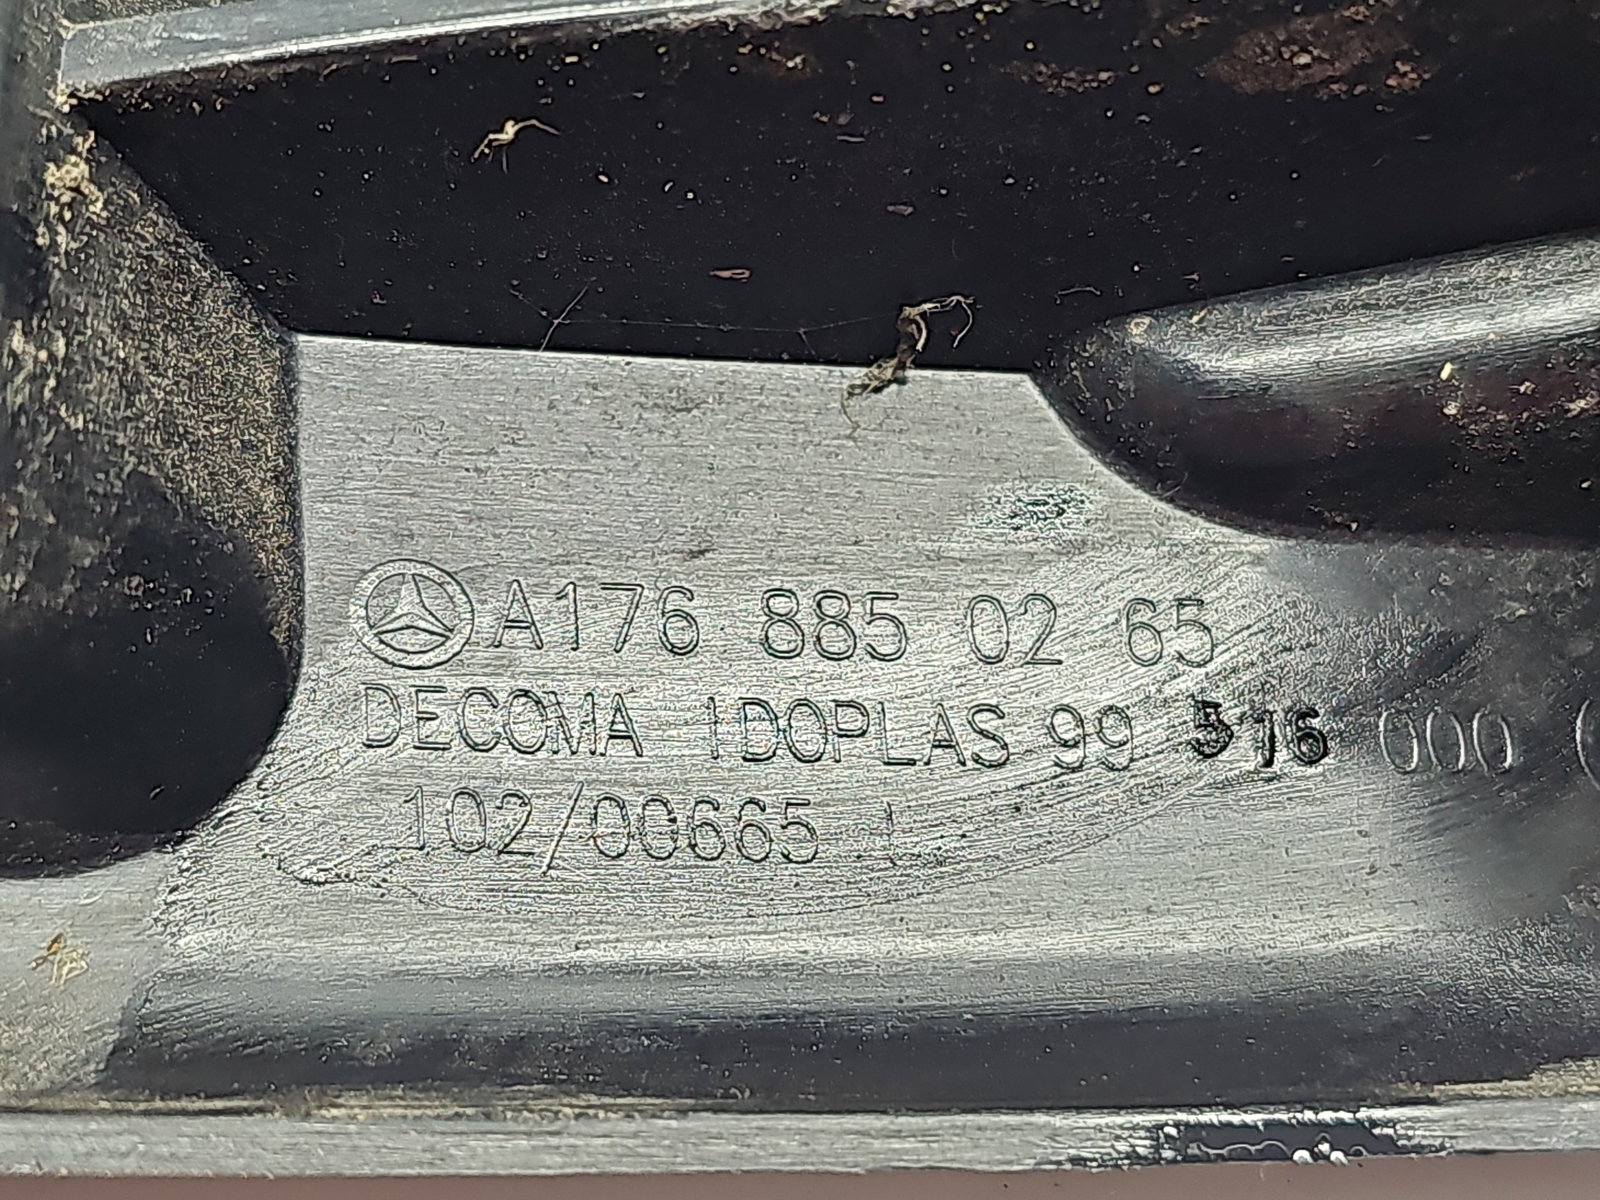 A176 885 02 65
DECOMA IDOPLAS 99 516 000
102/00665